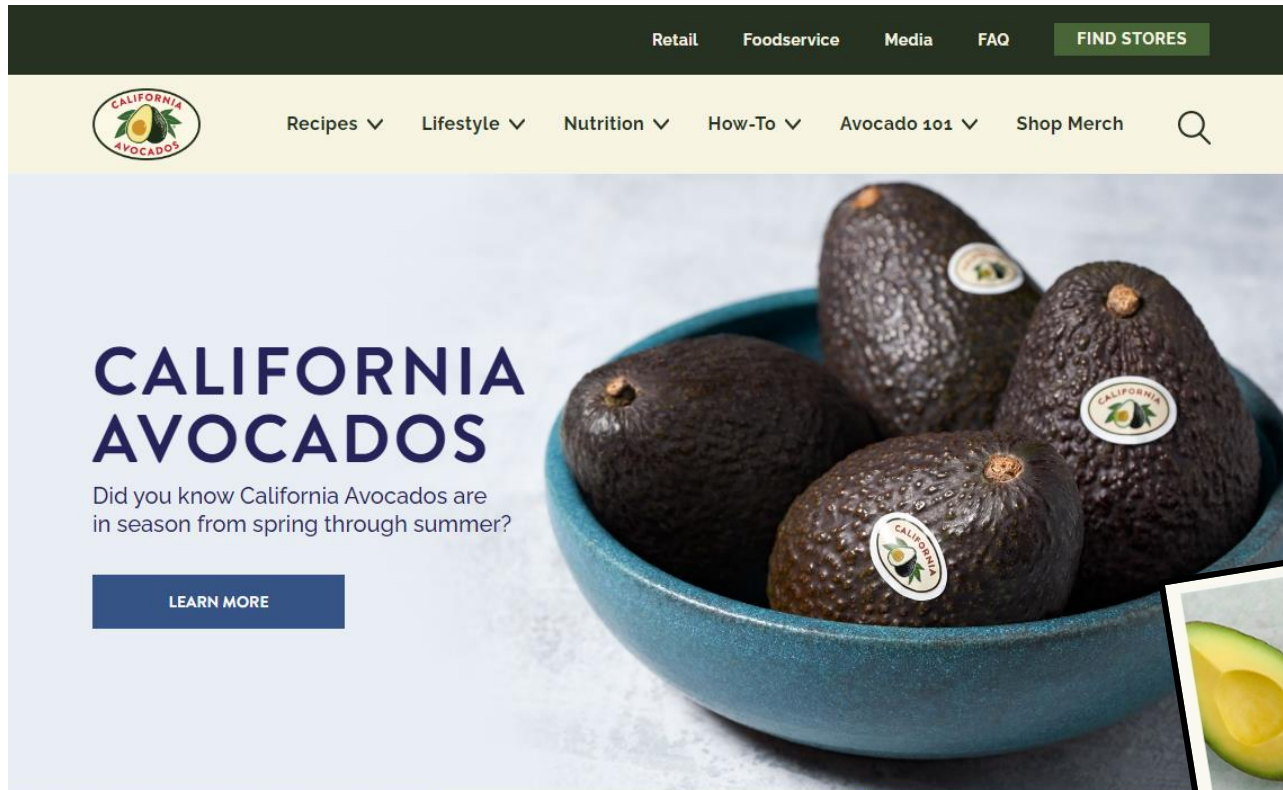 Retail Foodservice Media FAQ FIND STORES
CALIFORNIA
AVOCADOS
Recipes Lifestyle Nutrition How-To Avocado 101 Shop Merch
CALIFORNIA
AVOCADOS
Did you know California Avocados are
in season from spring through summer?
LEARN MORE
CALIFORNIA
CALIFORNIA